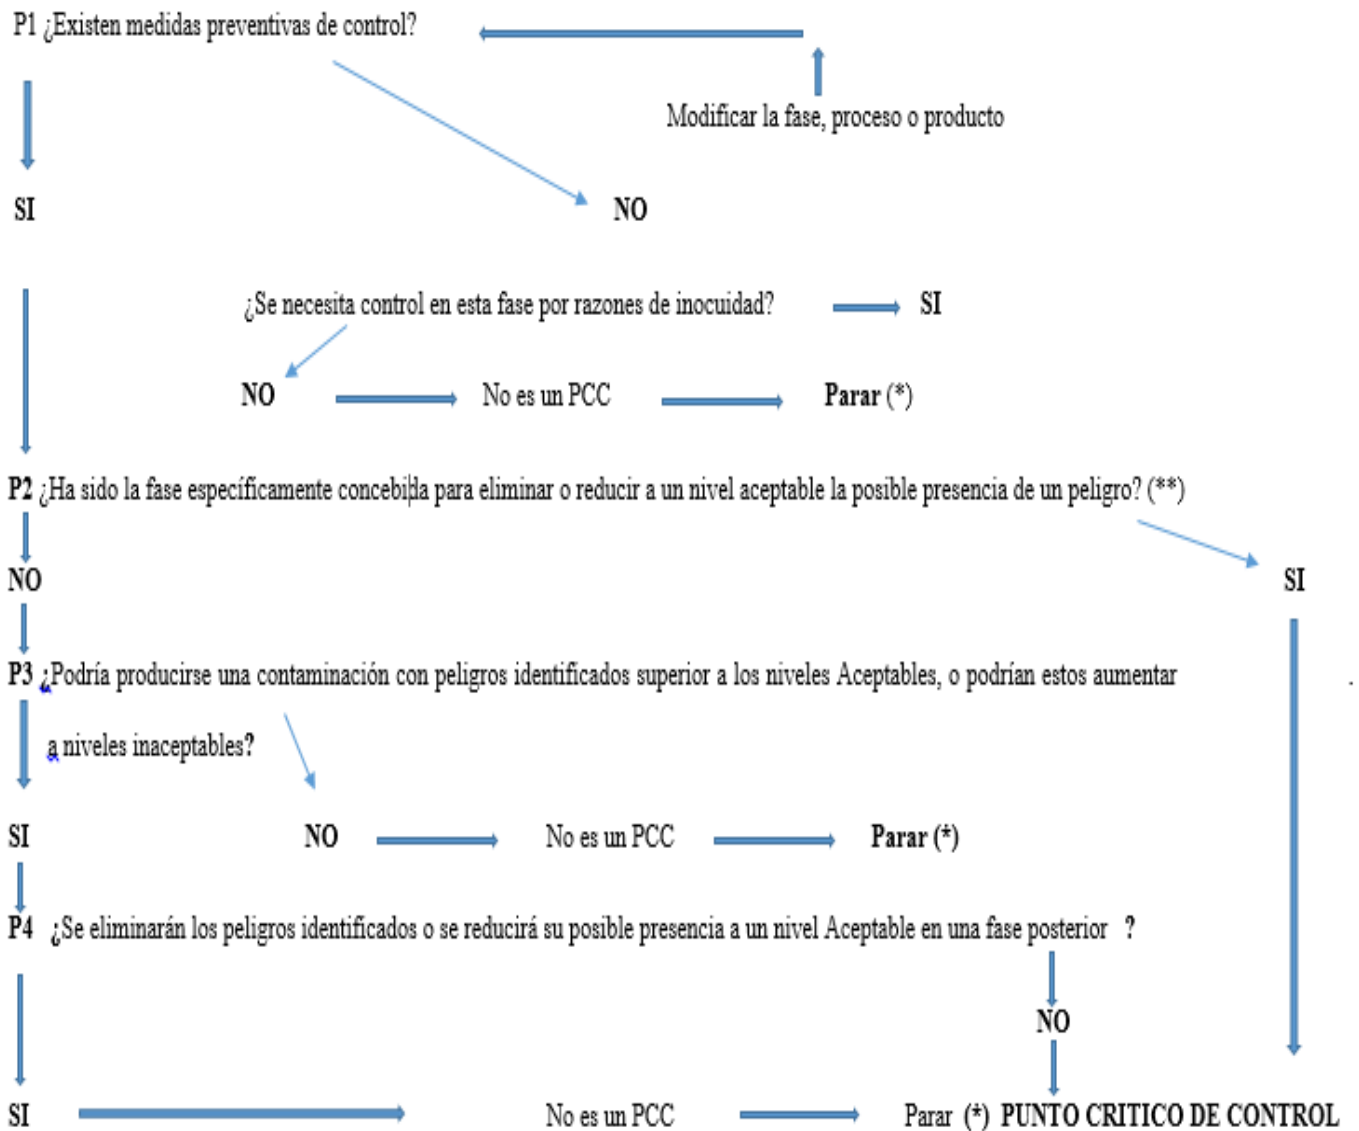 P1 ¿Existen medidas preventivas de control?
Modificar la fase, proceso o producto
SI
NO
¿Se necesita control en esta fase por razones de inocuidad?
SI
NO
No es un PCC
Parar (*)
P2 ¿Ha sido la fase específicamente concebida para eliminar o reducir a un nivel aceptable la posible presencia de un peligro? (**)
NO
SI
P3 ¿Podría producirse una contaminación con peligros identificados superior a los niveles Aceptables, o podrían estos aumentar
a niveles inaceptables?
SI
NO
No es un PCC
Parar (*)
P4 ¿Se eliminarán los peligros identificados o se reducirá su posible presencia a un nivel Aceptable en una fase posterior ?
NO
SI
No es un PCC
Parar (*) PUNTO CRITICO DE CONTROL